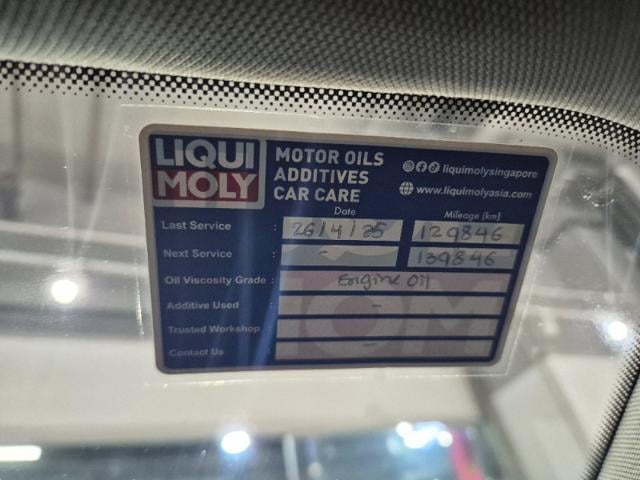 LIQUI MOLY
MOTOR OILS
ADDITIVES
CAR CARE
liquimolysingapore
www.liquimolyasia.com
Date Mileage (km)
Last Service : 26/4/25 129846
Next Service : - 139846
Oil Viscosity Grade : Engine Oil
Additive Used : -
Trusted Workshop :
Contact Us : -